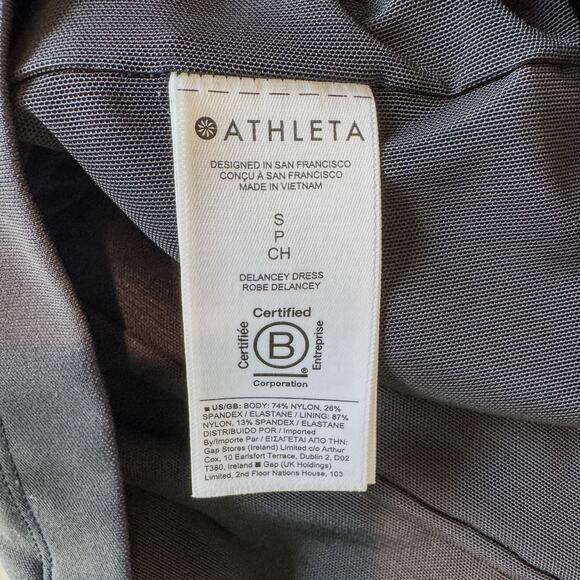 ATHLETA
DESIGNED IN SAN FRANCISCO
CONÇU À SAN FRANCISCO
MADE IN VIETNAM
S
P
CH
DELANCEY DRESS
ROBE DELANCEY
Certified
Certifiée
B
Entreprise
®
Corporation
■ US/GB: BODY: 74% NYLON, 26%
SPANDEX / ELASTANE / LINING: 87%
NYLON, 13% SPANDEX / ELASTANE
DISTRIBUIDO POR / Imported
By/Importe Par / ΕΙΣΑΓΕΤΑΙ ΑΠΟ ΤΗΝ:
Gap Stores (Ireland) Limited c/o Arthur
Cox, 10 Earlsfort Terrace, Dublin 2, D02
T380, Ireland ■ Gap (UK Holdings)
Limited, 2nd Floor Nations House, 103